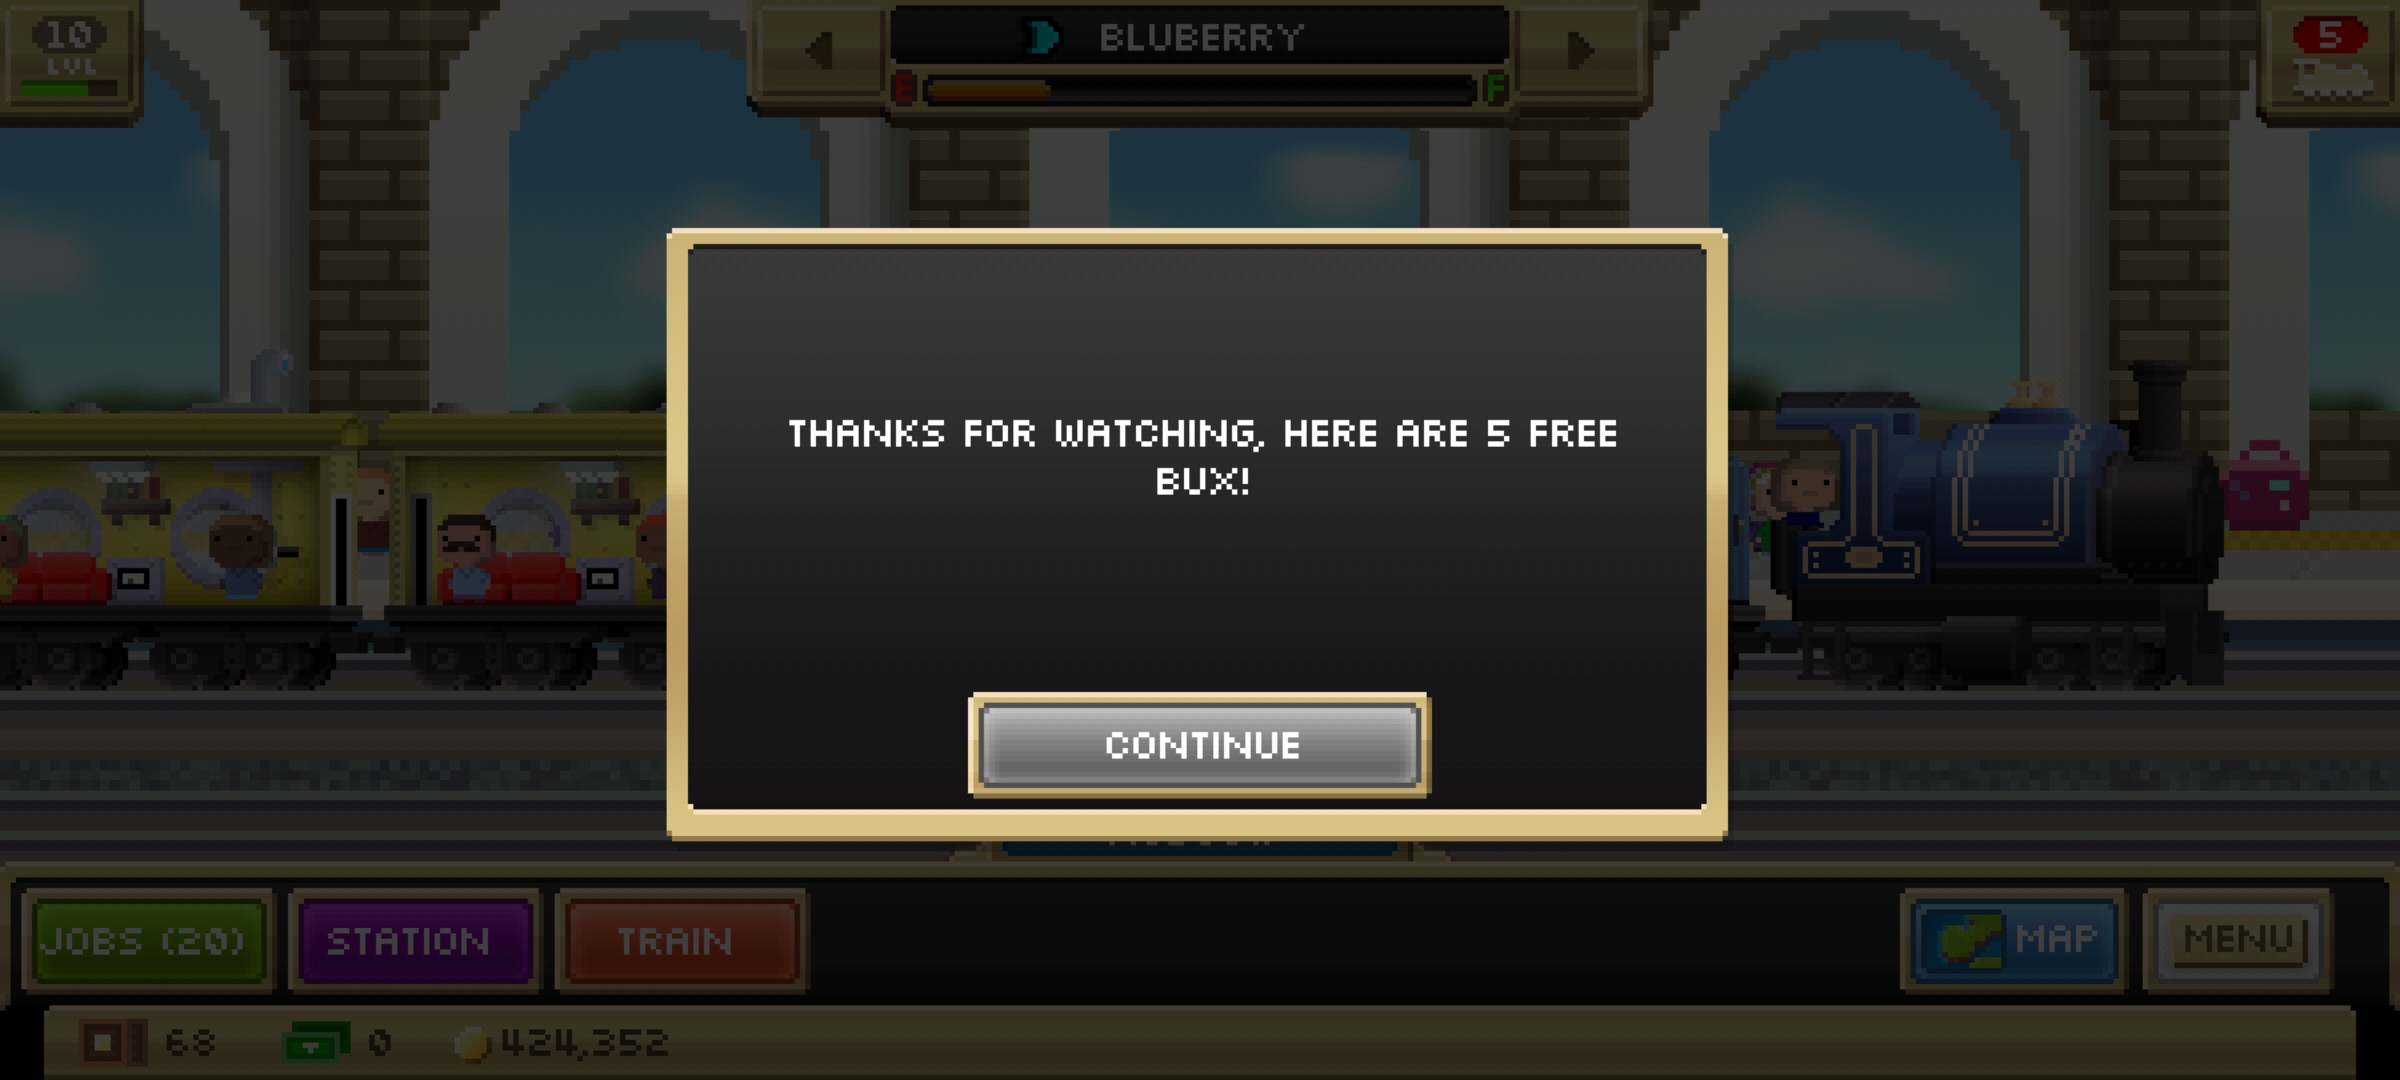 10
LVL
BLUBERRY
E F
5
THANKS FOR WATCHING, HERE ARE 5 FREE
BUX!
CONTINUE
JOBS (20)
STATION
TRAIN
MAP
MENU
68
0
424,352